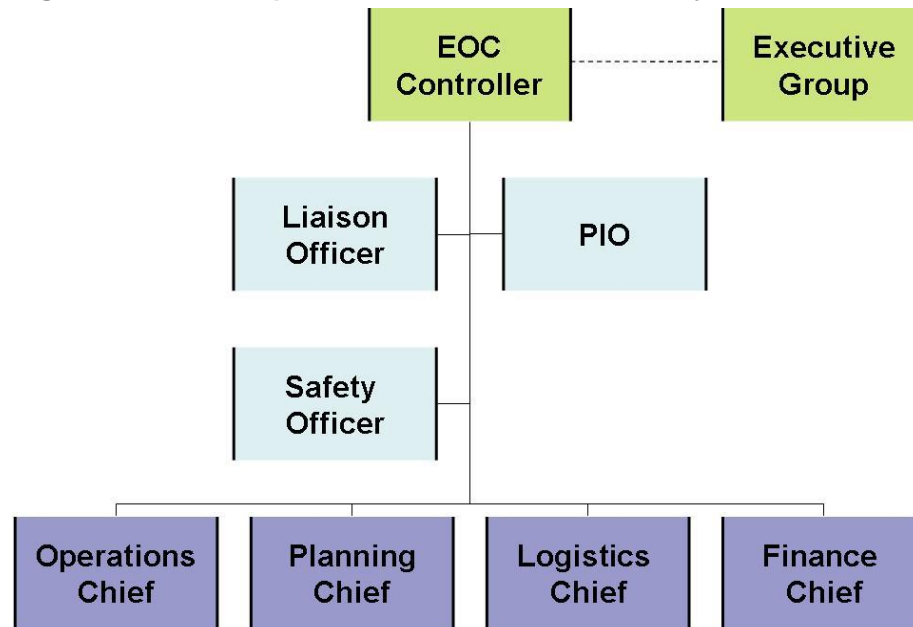 EOC
Controller
Executive
Group
Liaison
Officer
PIO
Safety
Officer
Operations
Chief
Planning
Chief
Logistics
Chief
Finance
Chief